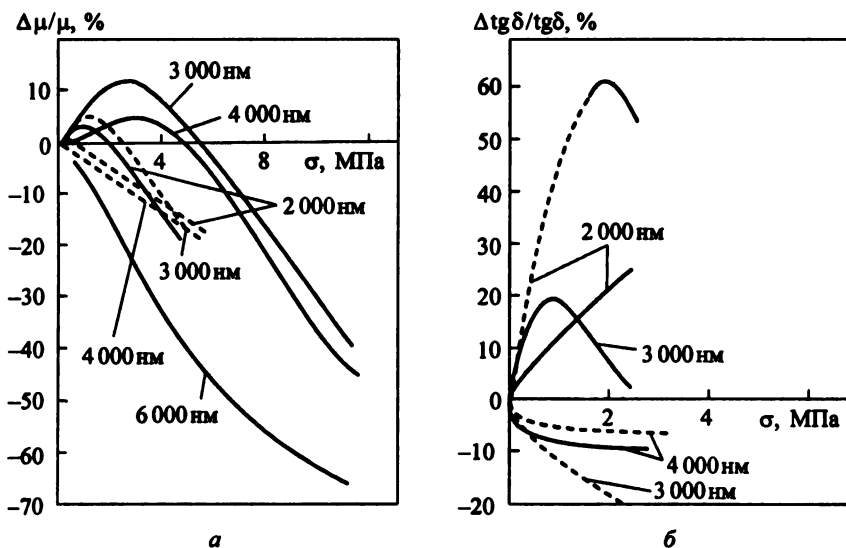 Δμ/μ, %
10
0
−10
−20
−30
−40
−50
−60
−70
3 000 нм
4 000 нм
4
8
σ, МПа
2 000 нм
3 000 нм
4 000 нм
6 000 нм
а
Δtgδ/tgδ, %
60
50
40
30
20
10
0
−10
−20
2 000 нм
3 000 нм
2
4
σ, МПа
4 000 нм
3 000 нм
б